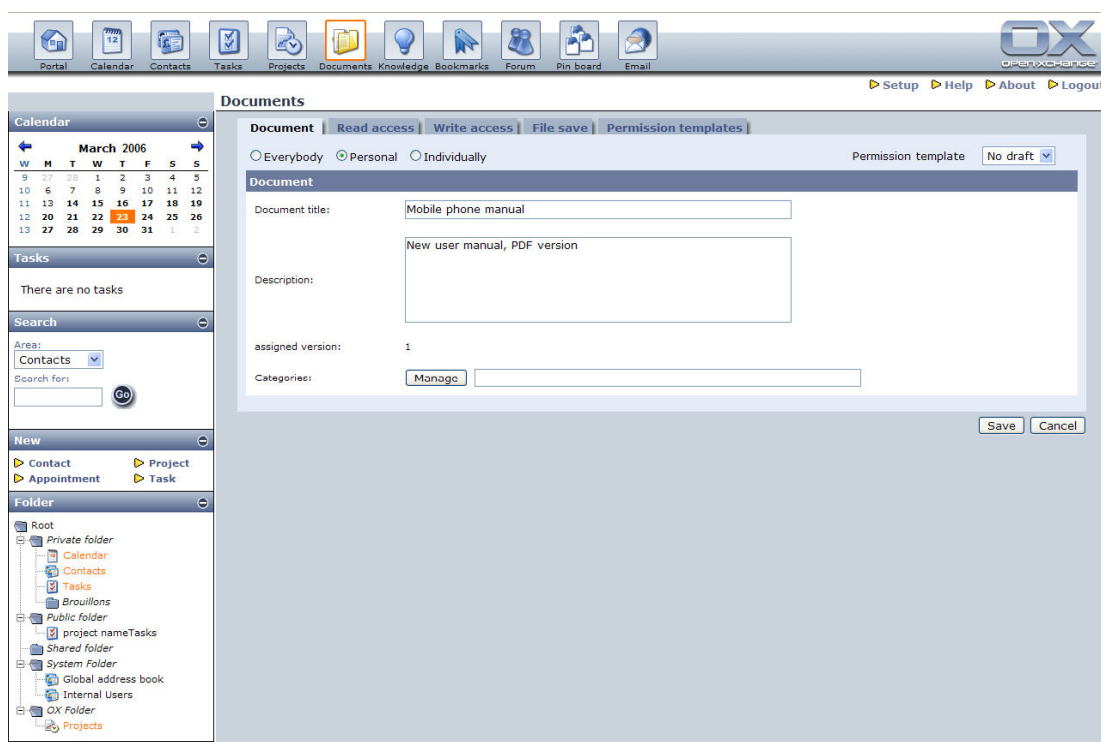 Portal Calendar Contacts Tasks Projects Documents Knowledge Bookmarks Forum Pin board Email
OX
OPEN-XCHANGE
Setup Help About Logout
Documents
Calendar
March 2006
W M T W T F S S
9 27 28 1 2 3 4 5
10 6 7 8 9 10 11 12
11 13 14 15 16 17 18 19
12 20 21 22 23 24 25 26
13 27 28 29 30 31 1 2
Tasks
There are no tasks
Search
Area:
Contacts
Search for:
Go
New
Contact Project
Appointment Task
Folder
Root
Private folder
Calendar
Contacts
Tasks
Brouillons
Public folder
project nameTasks
Shared folder
System Folder
Global address book
Internal Users
OX Folder
Projects
Document Read access Write access File save Permission templates
Everybody Personal Individually Permission template No draft
Document
Document title: Mobile phone manual
Description: New user manual, PDF version
assigned version: 1
Categories: Manage
Save Cancel